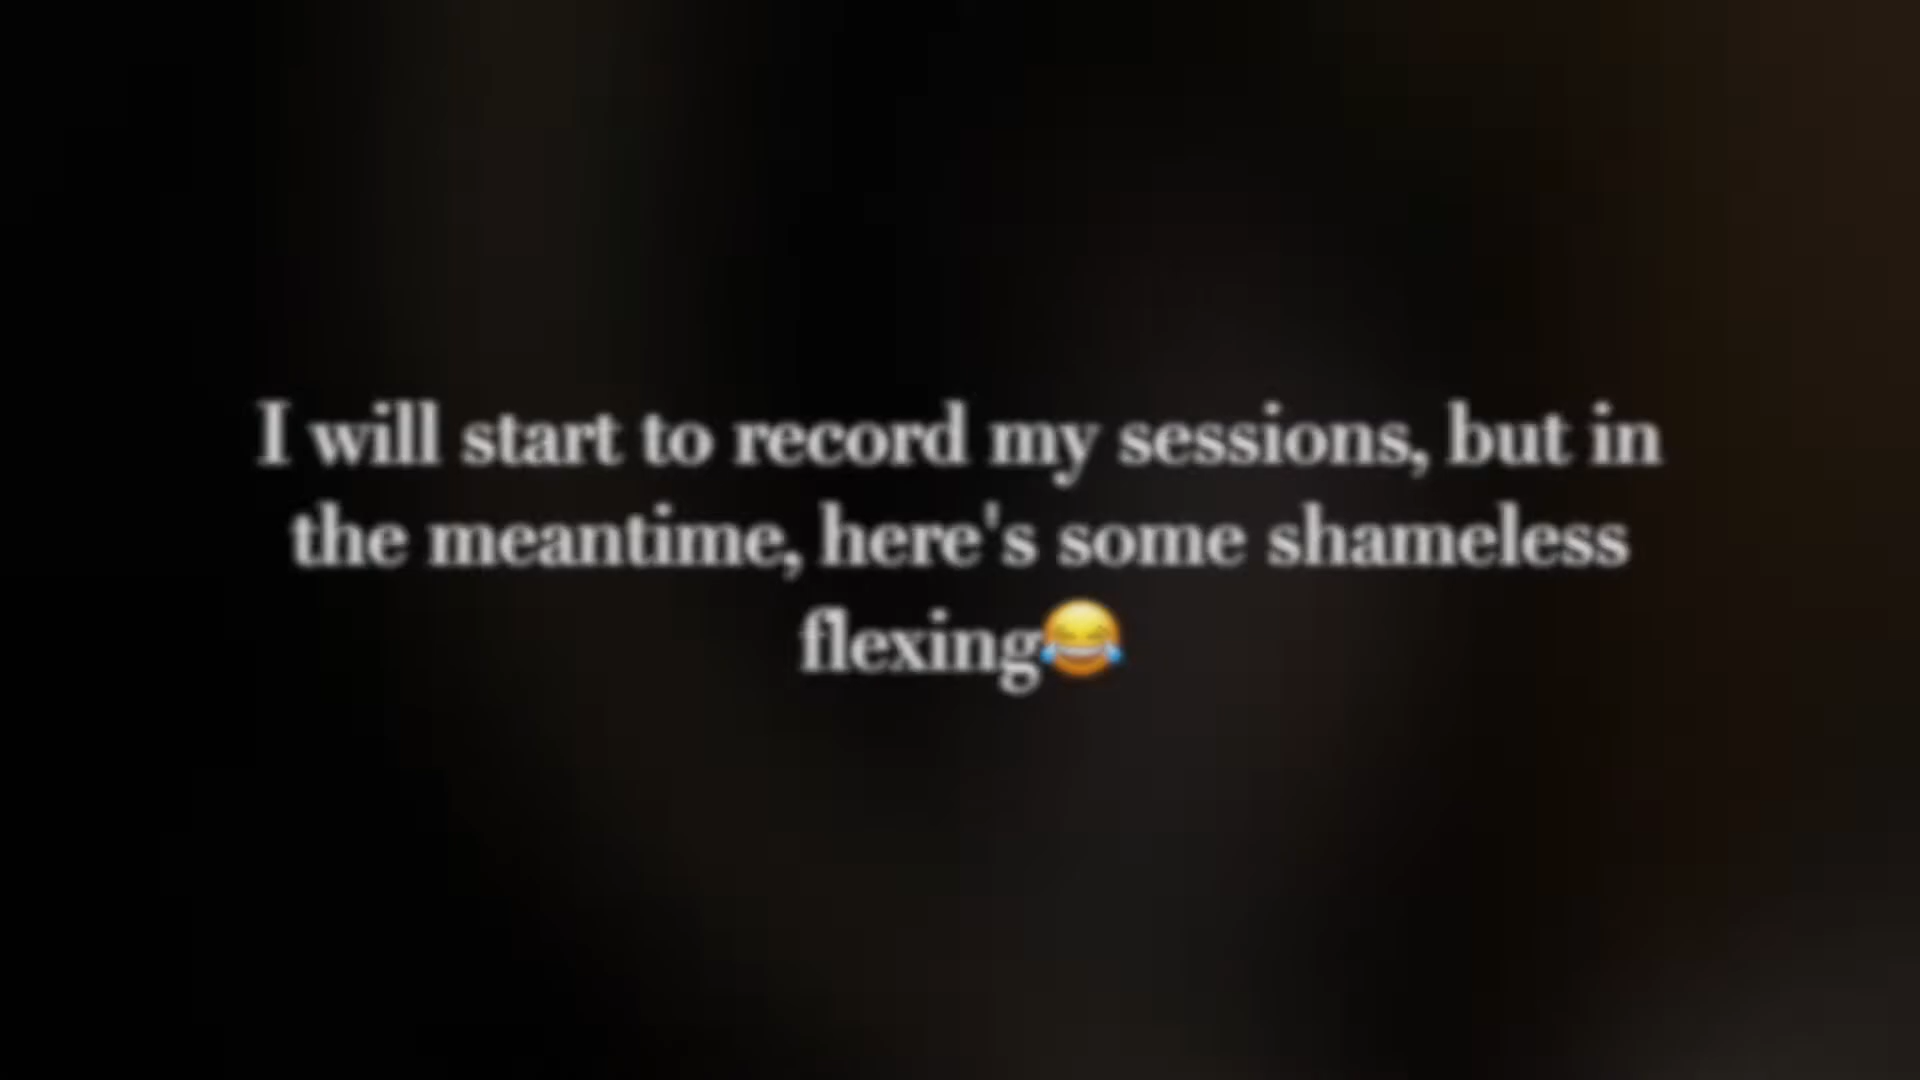 I will start to record my sessions, but in
the meantime, here's some shameless
flexing😂